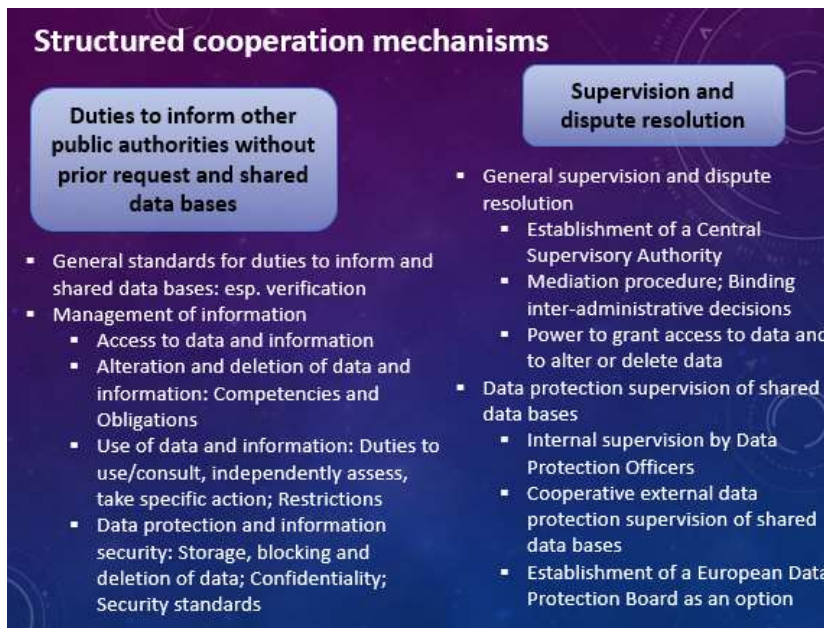 Structured cooperation mechanisms
Duties to inform other
public authorities without
prior request and shared
data bases
▪ General standards for duties to inform and
shared data bases: esp. verification
▪ Management of information
▪ Access to data and information
▪ Alteration and deletion of data and
information: Competencies and
Obligations
▪ Use of data and information: Duties to
use/consult, independently assess,
take specific action; Restrictions
▪ Data protection and information
security: Storage, blocking and
deletion of data; Confidentiality;
Security standards
Supervision and
dispute resolution
▪ General supervision and dispute
resolution
▪ Establishment of a Central
Supervisory Authority
▪ Mediation procedure; Binding
inter-administrative decisions
▪ Power to grant access to data and
to alter or delete data
▪ Data protection supervision of shared
data bases
▪ Internal supervision by Data
Protection Officers
▪ Cooperative external data
protection supervision of shared
data bases
▪ Establishment of a European Data
Protection Board as an option